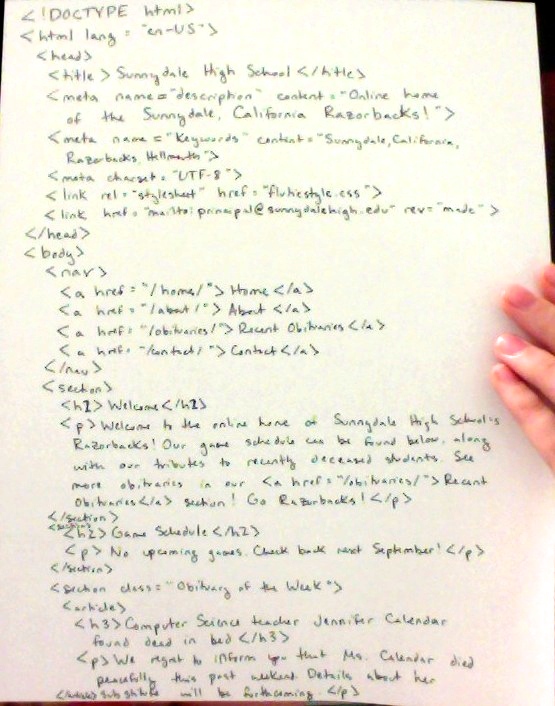 <!DOCTYPE html>
<html lang = "en-US">
<head>
<title> Sunnydale High School </title>
<meta name="description" content="Online home
of the Sunnydale, California Razorbacks!">
<meta name = "Keywords" content="Sunnydale, California,
Razorbacks, Hellmouth">
<meta charset = "UTF-8">
<link rel = "stylesheet" href="flutiestyle.css">
<link href= "mailto:principal@sunnydalehigh.edu" rev="made">
</head>
<body>
<nav>
<a href = "/home/"> Home </a>
<a href = "/about/"> About </a>
<a href= "/obituaries/"> Recent Obituaries </a>
<a href= "/contact/"> Contact </a>
</nav>
<section>
<h2> Welcome </h2>
<p> Welcome to the online home of Sunnydale High School's
Razorbacks! Our game schedule can be found below, along
with our tributes to recently deceased students. See
more obituaries in our <a href="/obituaries/"> Recent
Obituaries </a> section! Go Razorbacks! </p>
</section>
<section>
<h2> Game Schedule </h2>
<p> No upcoming games. Check back next September! </p>
</section>
<section class= "Obituary of the Week">
<article>
<h3> Computer Science teacher Jennifer Calendar
found dead in bed </h3>
<p> We regret to inform you that Ms. Calendar died
peacefully this past weekend. Details about her
</article> substitute will be forthcoming </p>